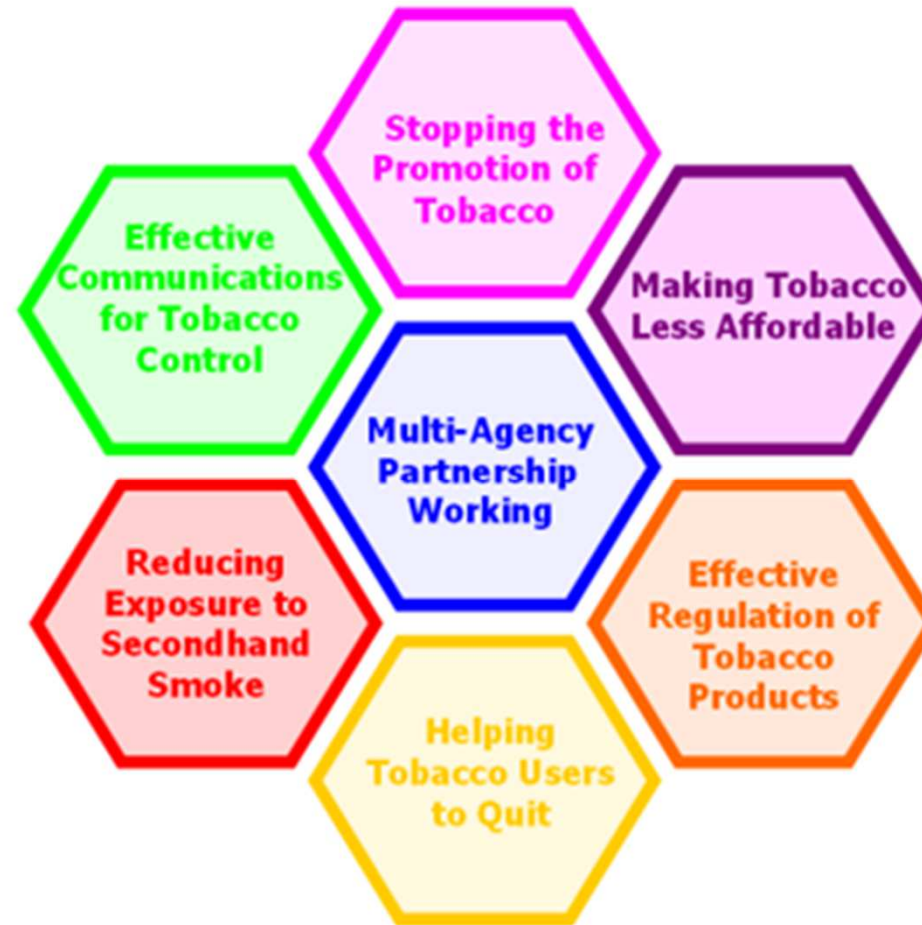 Stopping the
Promotion of
Tobacco
Effective
Communications
for Tobacco
Control
Making Tobacco
Less Affordable
Multi-Agency
Partnership
Working
Reducing
Exposure to
Secondhand
Smoke
Effective
Regulation of
Tobacco
Products
Helping
Tobacco Users
to Quit